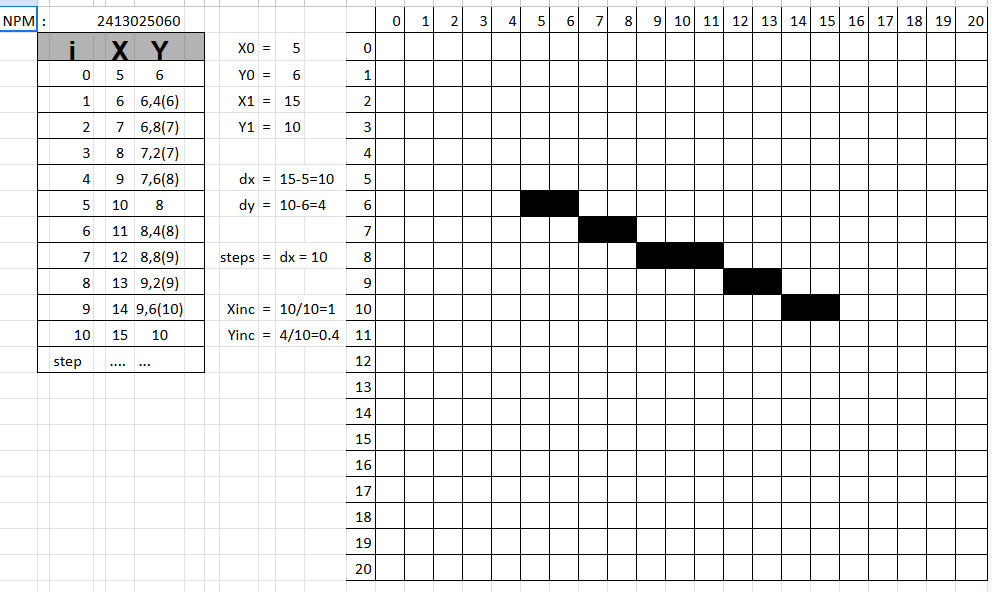 NPM : 2413025060 0 1 2 3 4 5 6 7 8 9 10 11 12 13 14 15 16 17 18 19 20
i X Y X0 = 5 0
0 5 6 Y0 = 6 1
1 6 6,4(6) X1 = 15 2
2 7 6,8(7) Y1 = 10 3
3 8 7,2(7) 4
4 9 7,6(8) dx = 15-5=10 5
5 10 8 dy = 10-6=4 6
6 11 8,4(8) 7
7 12 8,8(9) steps = dx = 10 8
8 13 9,2(9) 9
9 14 9,6(10) Xinc = 10/10=1 10
10 15 10 Yinc = 4/10=0.4 11
step .... ... 12
13
14
15
16
17
18
19
20